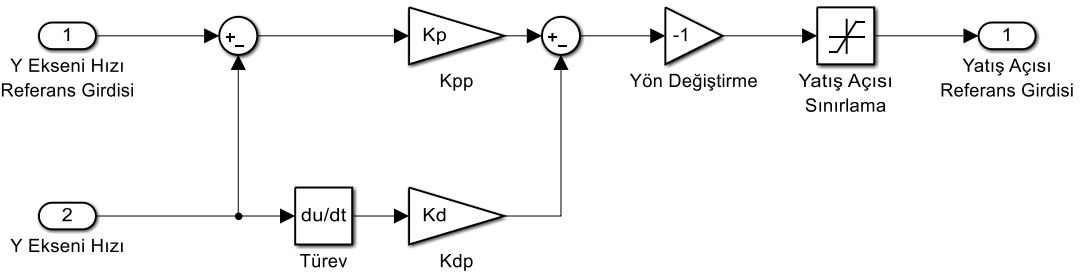 1
Y Ekseni Hızı
Referans Girdisi
+
−
Kp
Kpp
+
−
-1
Yön Değiştirme
Yatış Açısı
Sınırlama
1
Yatış Açısı
Referans Girdisi
2
Y Ekseni Hızı
du/dt
Türev
Kd
Kdp